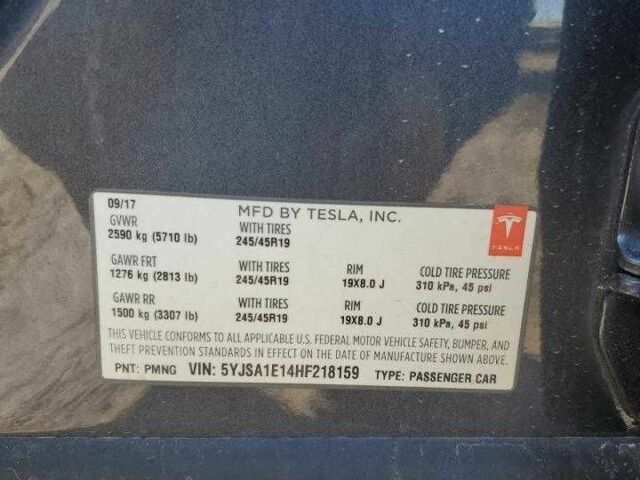 09/17 MFD BY TESLA, INC.
GVWR WITH TIRES
2590 kg (5710 lb) 245/45R19
TESLA
GAWR FRT WITH TIRES RIM COLD TIRE PRESSURE
1276 kg (2813 lb) 245/45R19 19X8.0 J 310 kPa, 45 psi
GAWR RR WITH TIRES RIM COLD TIRE PRESSURE
1500 kg (3307 lb) 245/45R19 19X8.0 J 310 kPa, 45 psi
THIS VEHICLE CONFORMS TO ALL APPLICABLE U.S. FEDERAL MOTOR VEHICLE SAFETY, BUMPER, AND
THEFT PREVENTION STANDARDS IN EFFECT ON THE DATE OF MANUFACTURE SHOWN ABOVE.
PNT: PMNG VIN: 5YJSA1E14HF218159 TYPE: PASSENGER CAR